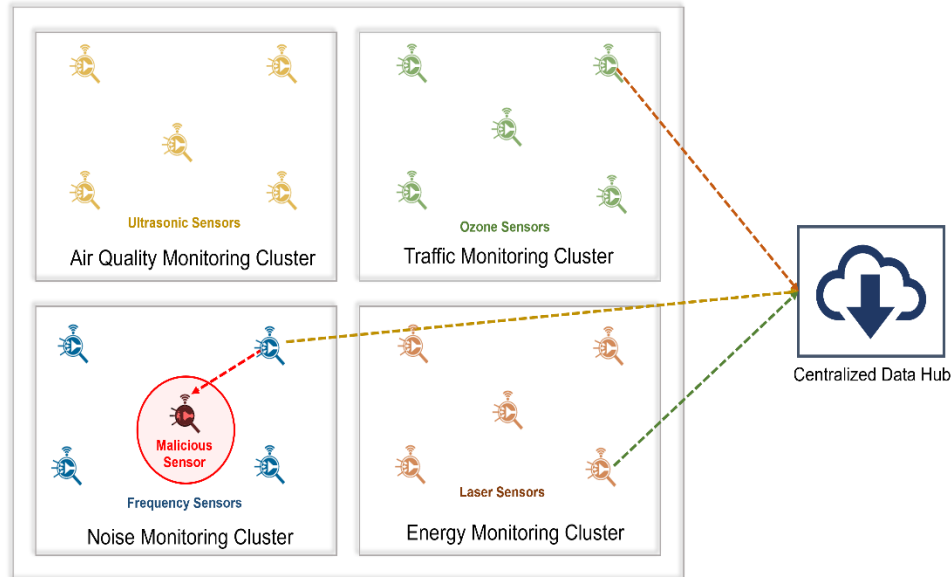 Ultrasonic Sensors
Air Quality Monitoring Cluster
Ozone Sensors
Traffic Monitoring Cluster
Centralized Data Hub
Malicious
Sensor
Frequency Sensors
Noise Monitoring Cluster
Laser Sensors
Energy Monitoring Cluster